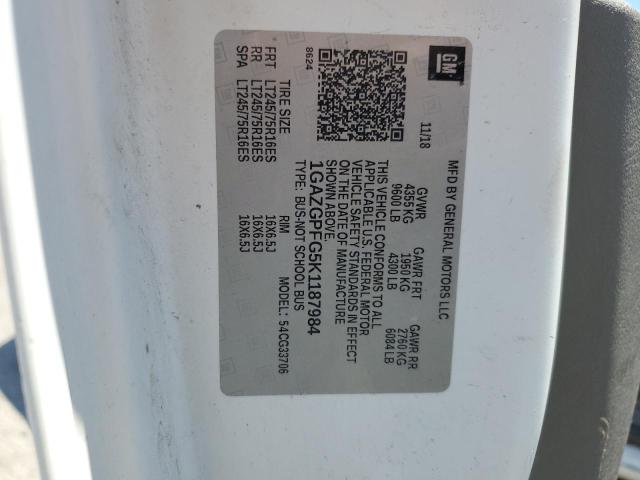 GM
MFD BY GENERAL MOTORS LLC
11/18
GVWR GAWR FRT GAWR RR
4355 KG 1950 KG 2760 KG
9600 LB 4300 LB 6084 LB
THIS VEHICLE CONFORMS TO ALL
APPLICABLE U.S. FEDERAL MOTOR
VEHICLE SAFETY STANDARDS IN EFFECT
ON THE DATE OF MANUFACTURE
SHOWN ABOVE.
1GAZGPFG5K1187984
TYPE: BUS-NOT SCHOOL BUS MODEL: 54CG33706
8624
TIRE SIZE RIM
FRT LT245/75R16ES 16X6.5J
RR LT245/75R16ES 16X6.5J
SPA LT245/75R16ES 16X6.5J